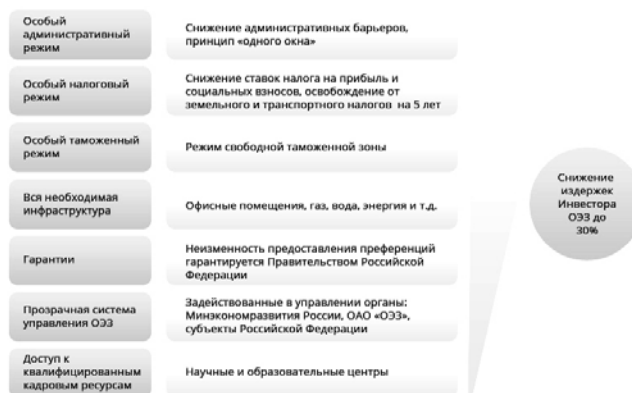 Особый
административный
режим
Снижение административных барьеров,
принцип «одного окна»
Особый налоговый
режим
Снижение ставок налога на прибыль и
социальных взносов, освобождение от
земельного и транспортного налогов на 5 лет
Особый таможенный
режим
Режим свободной таможенной зоны
Вся необходимая
инфраструктура
Офисные помещения, газ, вода, энергия и т.д.
Гарантии
Неизменность предоставления преференций
гарантируется Правительством Российской
Федерации
Прозрачная система
управления ОЭЗ
Задействованные в управлении органы:
Минэкономразвития России, ОАО «ОЭЗ»,
субъекты Российской Федерации
Доступ к
квалифицированным
кадровым ресурсам
Научные и образовательные центры
Снижение
издержек
Инвестора
ОЭЗ до
30%